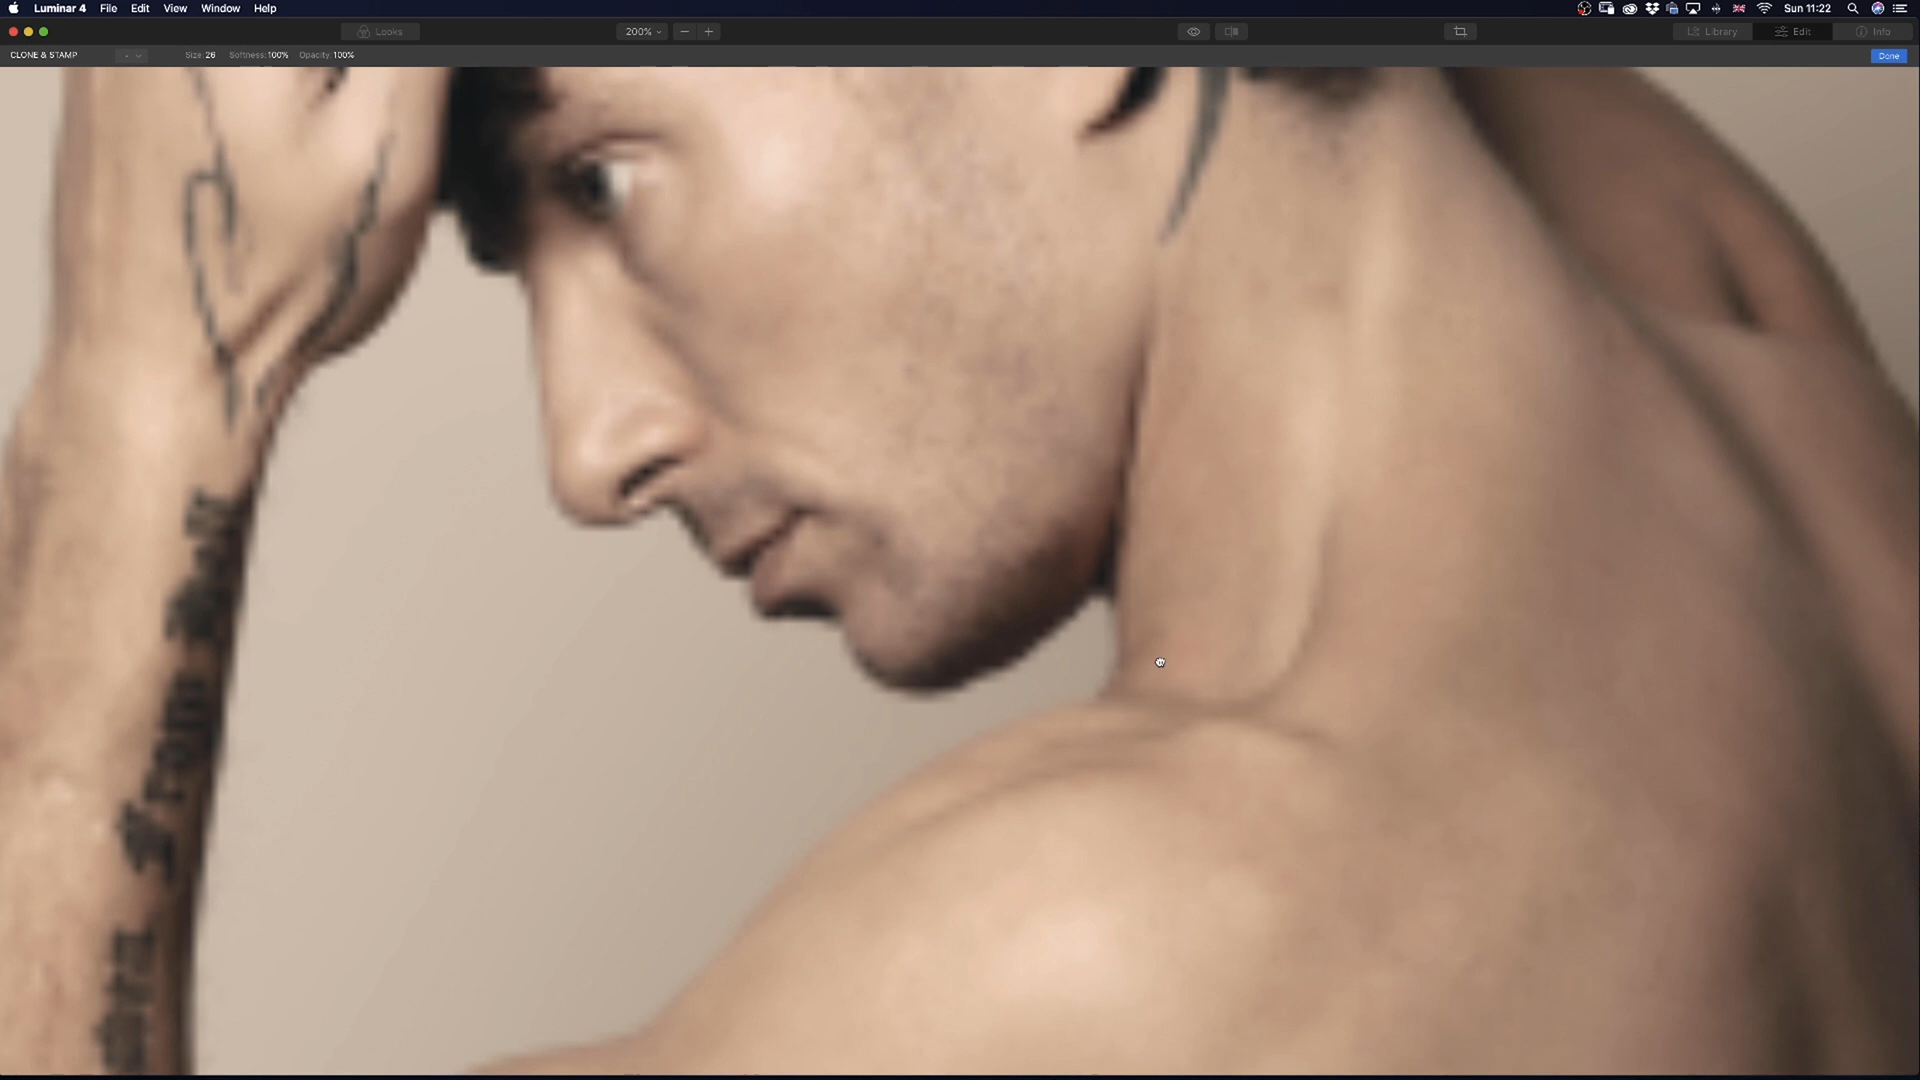 Luminar 4 File Edit View Window Help Sun 11:22
Looks 200% Library Edit Info
CLONE & STAMP Size: 26 Softness: 100% Opacity: 100% Done